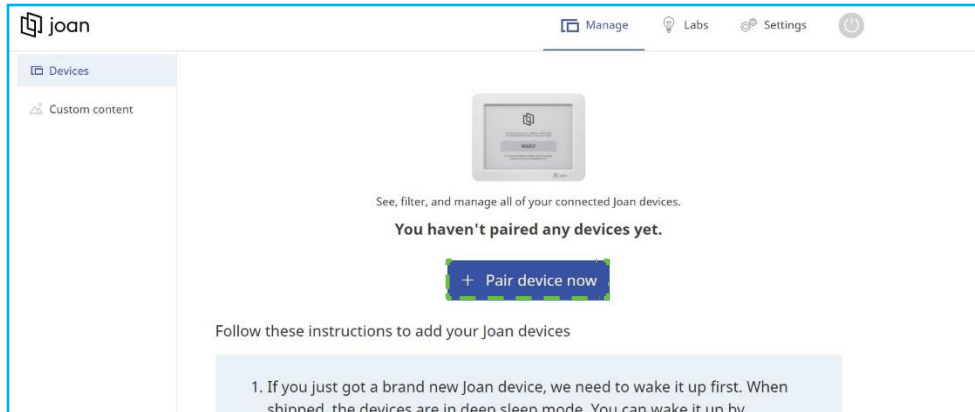 joan
Manage
Labs
Settings
Devices
Custom content
See, filter, and manage all of your connected Joan devices.
You haven't paired any devices yet.
+ Pair device now
Follow these instructions to add your Joan devices
1. If you just got a brand new Joan device, we need to wake it up first. When
shipped, the devices are in deep sleep mode. You can wake it up by